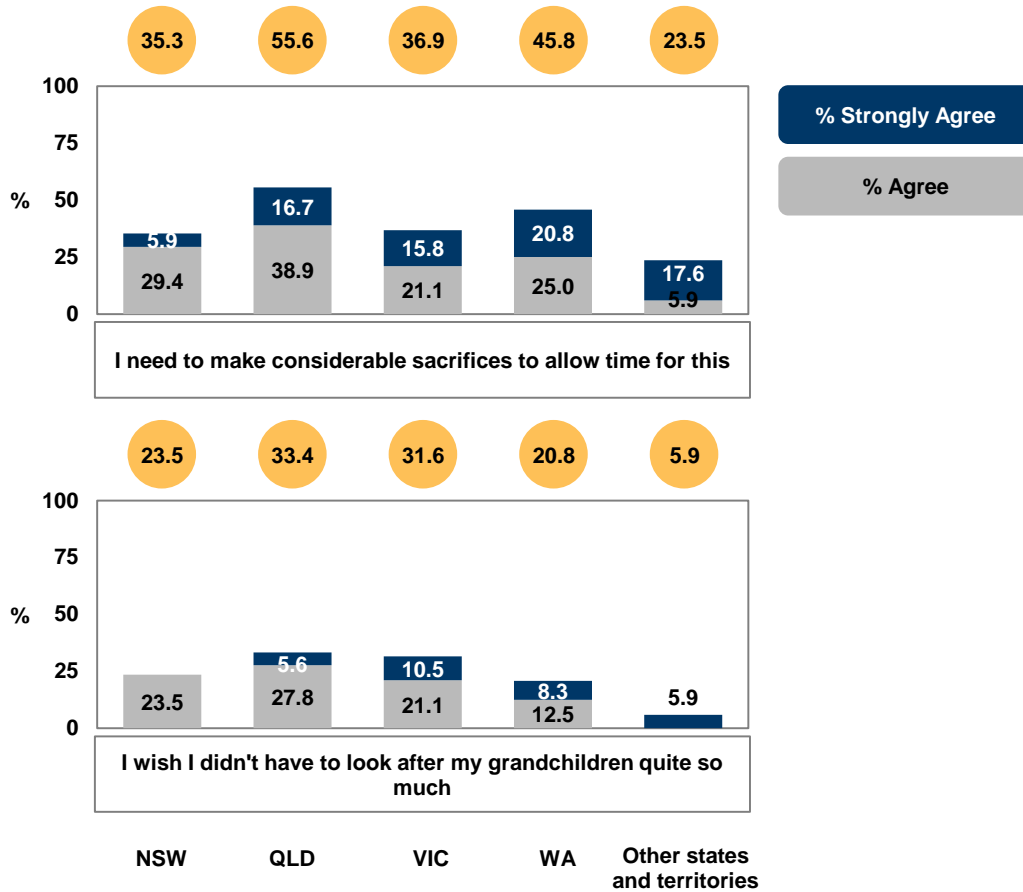 35.3 55.6 36.9 45.8 23.5
100
75
50
25
0
%
5.9 16.7 15.8 20.8 17.6
29.4 38.9 21.1 25.0 5.9
% Strongly Agree
% Agree
I need to make considerable sacrifices to allow time for this
23.5 33.4 31.6 20.8 5.9
100
75
50
25
0
%
5.6 10.5 8.3 5.9
23.5 27.8 21.1 12.5
I wish I didn't have to look after my grandchildren quite so
much
NSW QLD VIC WA Other states
and territories